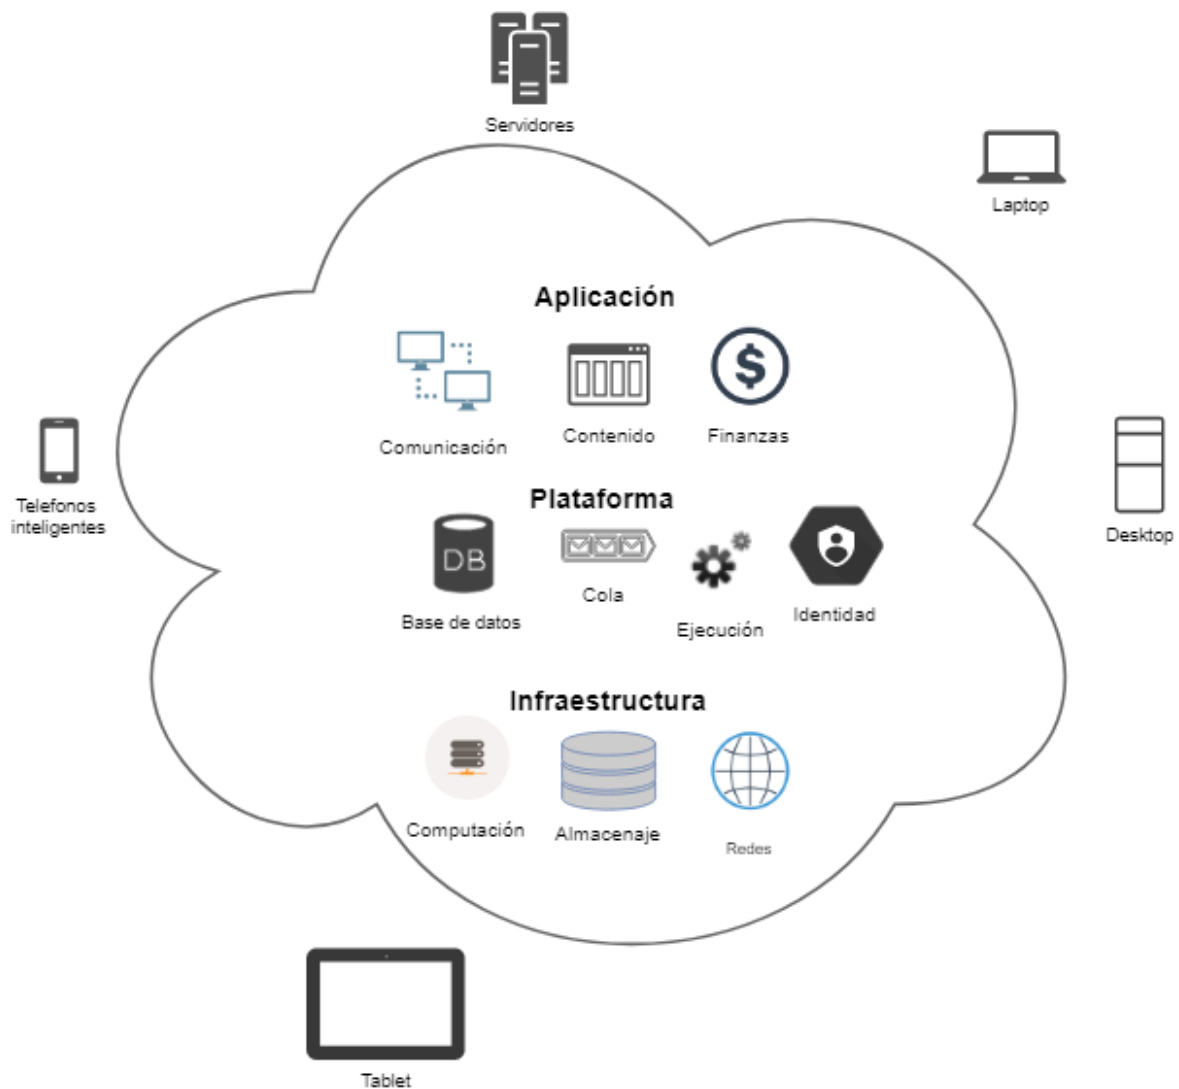 Servidores
Laptop
Aplicación
Comunicación
Contenido
Finanzas
Telefonos
inteligentes
Plataforma
DB
Base de datos
Cola
Ejecución
Identidad
Desktop
Infraestructura
Computación
Almacenaje
Redes
Tablet